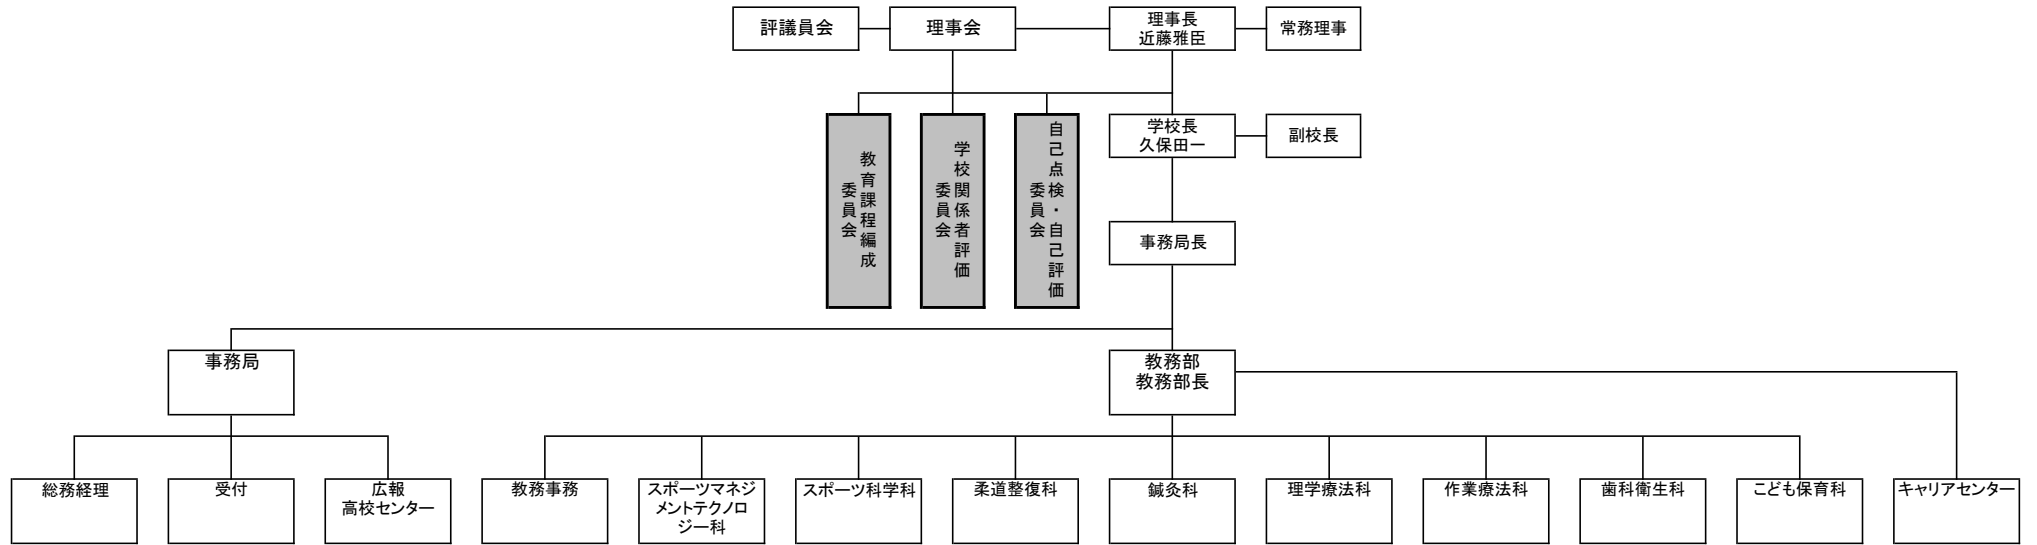 評議員会
理事会
理事長
近藤雅臣
常務理事
教育課程編成
委員会
学校関係者評価
委員会
自己点検・自己評価
委員会
学校長
久保田一
副校長
事務局長
事務局
教務部
教務部長
総務経理
受付
広報
高校センター
教務事務
スポーツマネジ
メントテクノロ
ジー科
スポーツ科学科
柔道整復科
鍼灸科
理学療法科
作業療法科
歯科衛生科
こども保育科
キャリアセンター